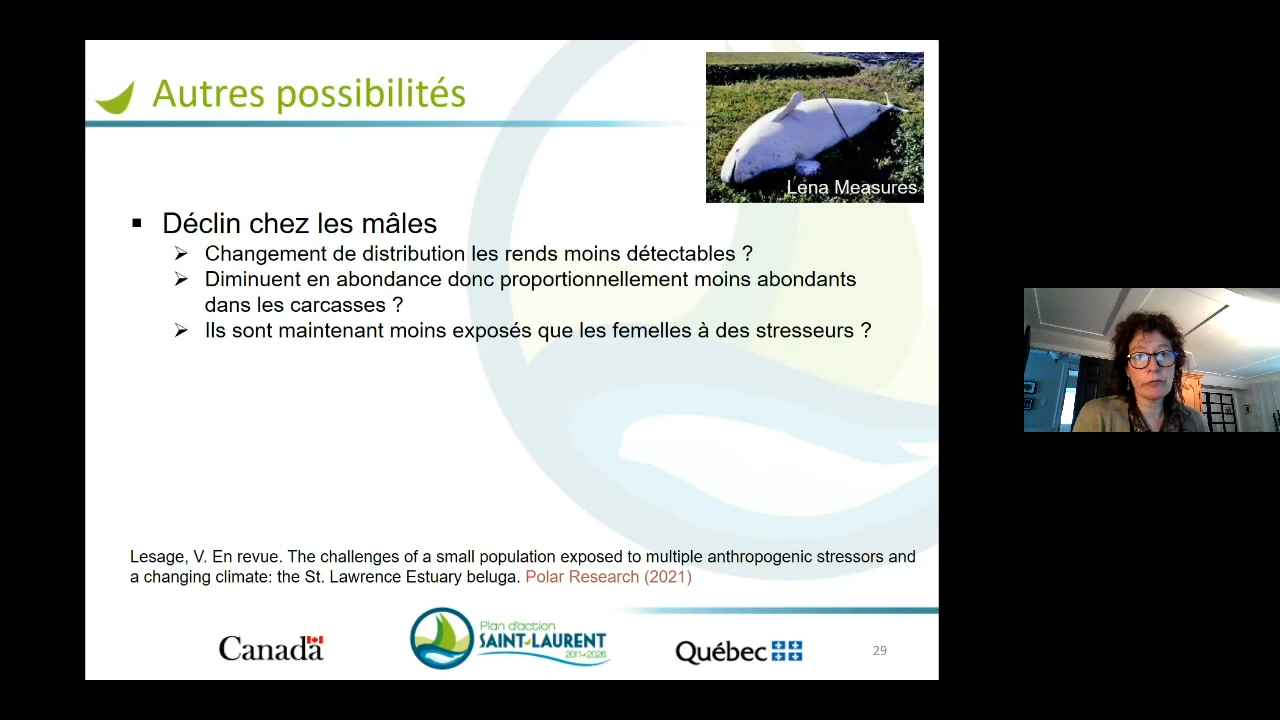 Autres possibilités
Lena Measures
▪ Déclin chez les mâles
➢ Changement de distribution les rends moins détectables ?
➢ Diminuent en abondance donc proportionnellement moins abondants
dans les carcasses ?
➢ Ils sont maintenant moins exposés que les femelles à des stresseurs ?
Lesage, V. En revue. The challenges of a small population exposed to multiple anthropogenic stressors and
a changing climate: the St. Lawrence Estuary beluga. Polar Research (2021)
Canada
Plan d'action
SAINT-LAURENT
2011-2026
Québec
29